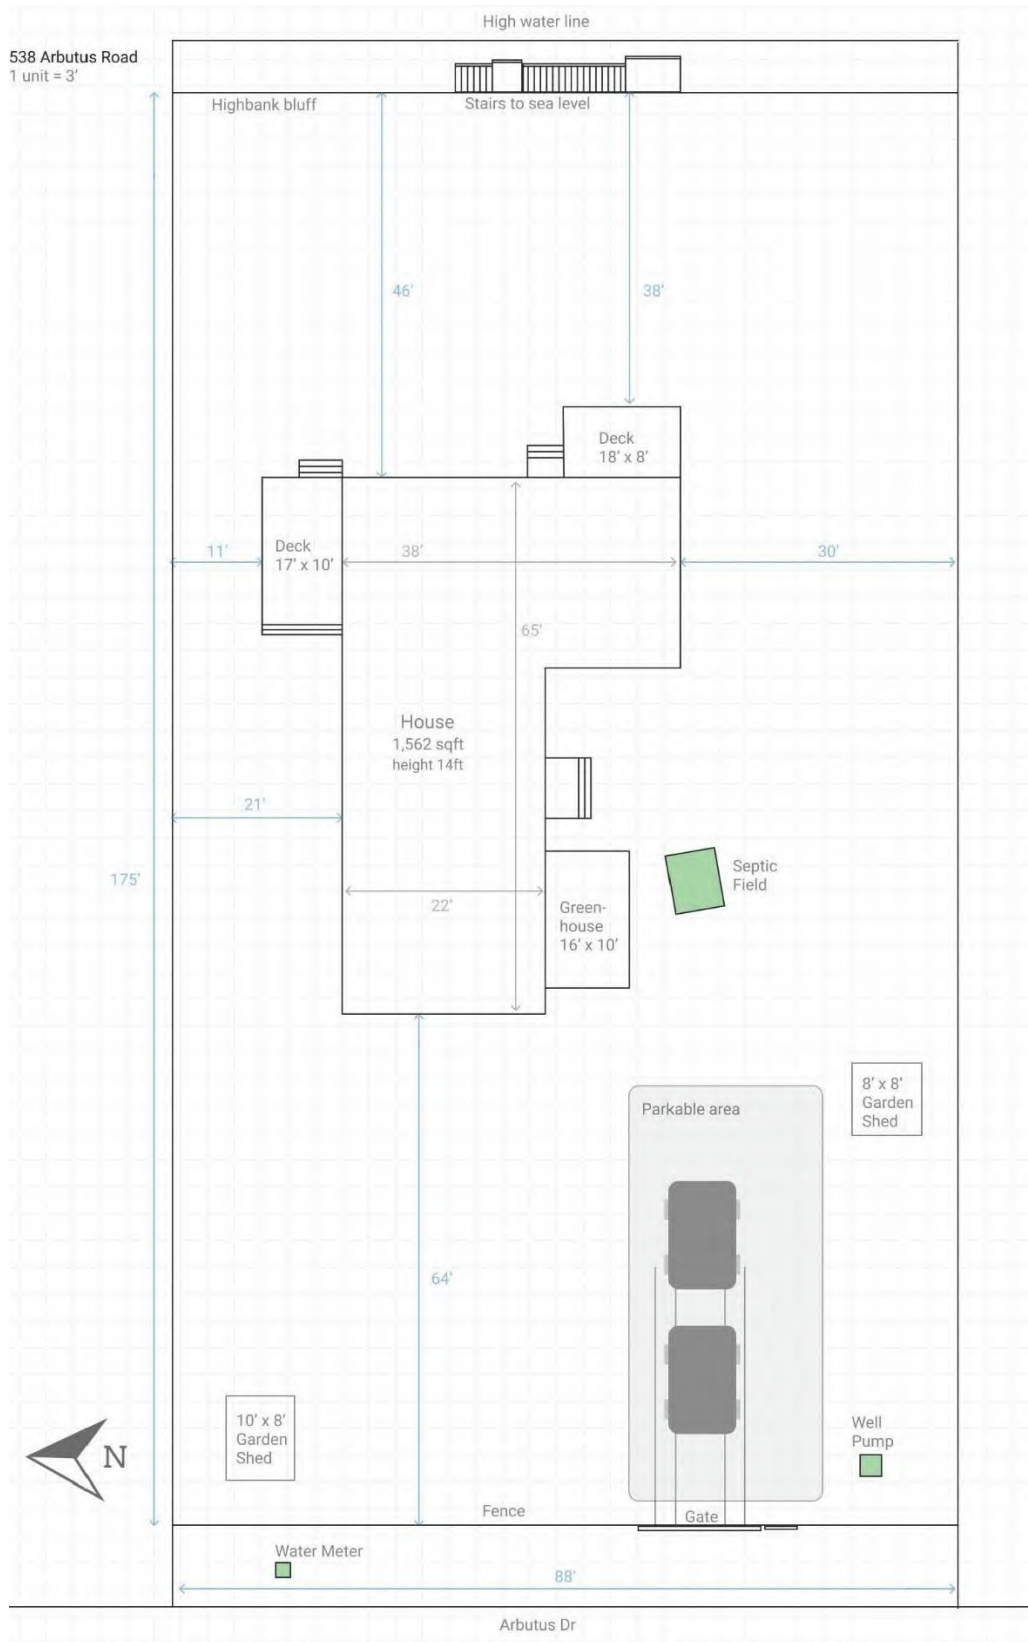 High water line
538 Arbutus Road
1 unit = 3'
Highbank bluff
Stairs to sea level
46'
38'
Deck
18' x 8'
11'
Deck
17' x 10'
38'
30'
65'
House
1,562 sqft
height 14ft
21'
175'
22'
Septic
Field
Green-
house
16' x 10'
8' x 8'
Garden
Shed
Parkable area
64'
10' x 8'
Garden
Shed
N
Well
Pump
Fence
Gate
Water Meter
88'
Arbutus Dr